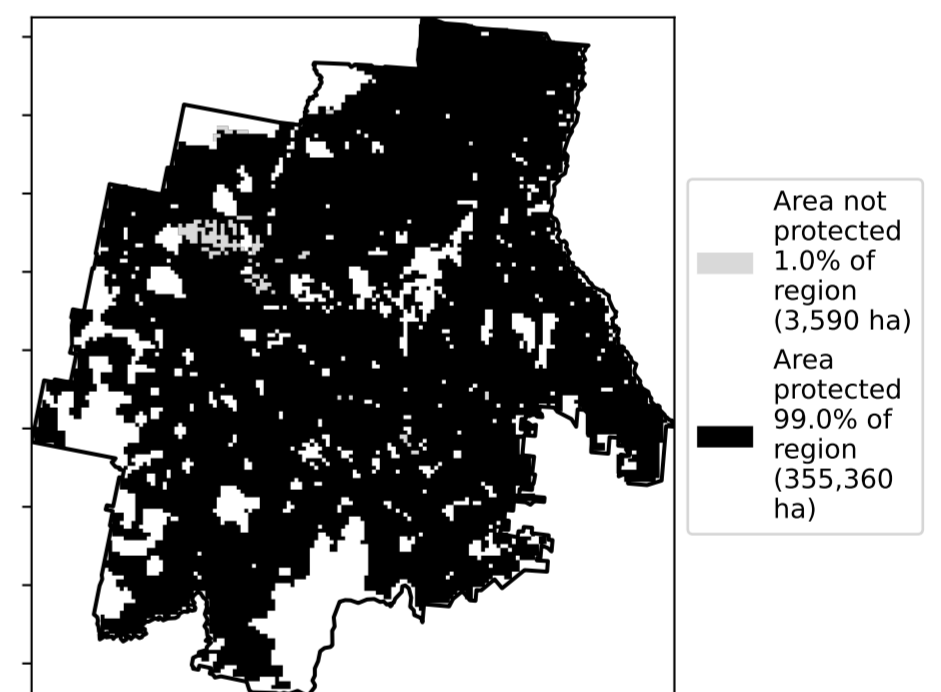 Area not
protected
1.0% of
region
(3,590 ha)
Area
protected
99.0% of
region
(355,360
ha)